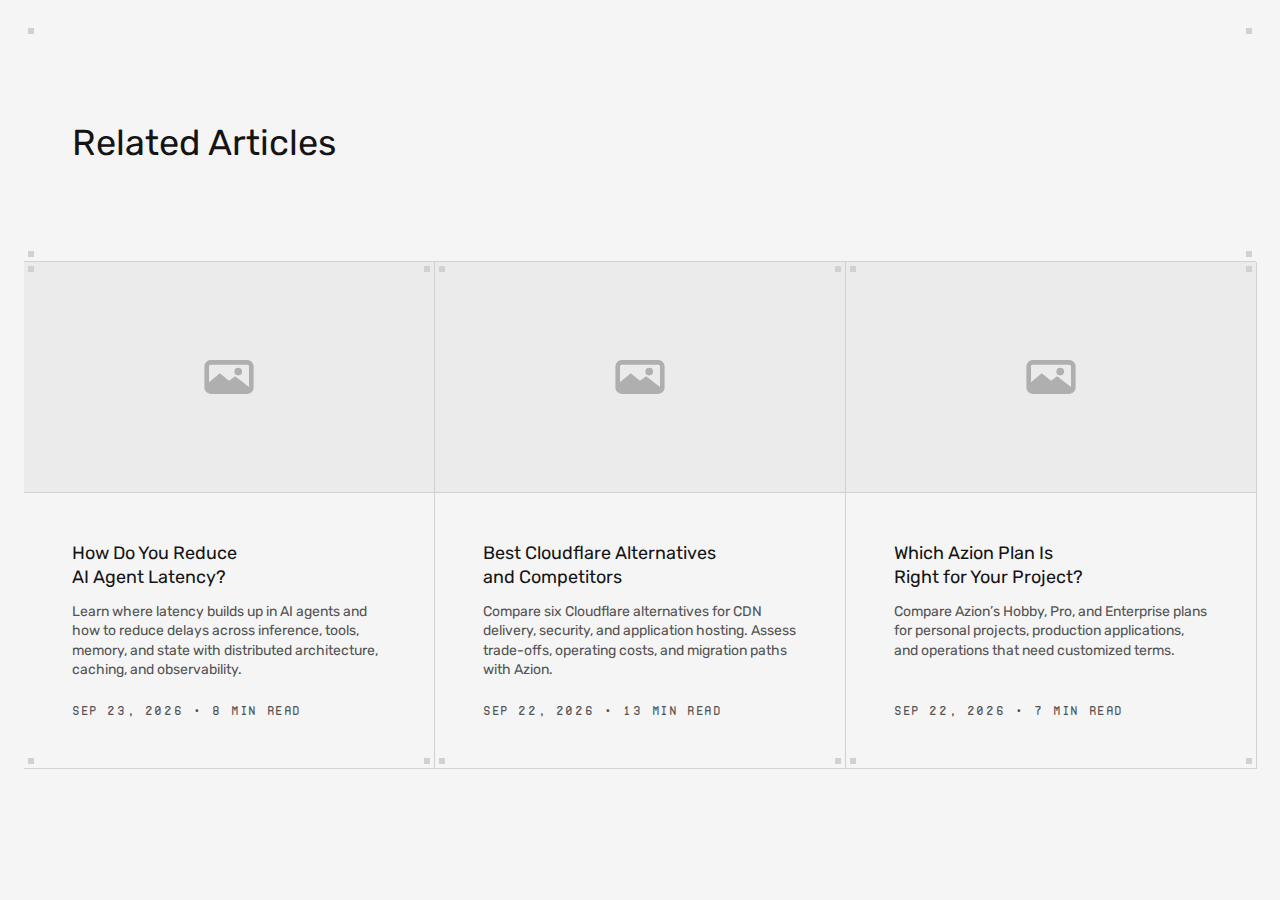 Related Articles
How Do You Reduce
AI Agent Latency?
Learn where latency builds up in AI agents and
how to reduce delays across inference, tools,
memory, and state with distributed architecture,
caching, and observability.
SEP 23, 2026 • 8 MIN READ
Best Cloudflare Alternatives
and Competitors
Compare six Cloudflare alternatives for CDN
delivery, security, and application hosting. Assess
trade-offs, operating costs, and migration paths
with Azion.
SEP 22, 2026 • 13 MIN READ
Which Azion Plan Is
Right for Your Project?
Compare Azion’s Hobby, Pro, and Enterprise plans
for personal projects, production applications,
and operations that need customized terms.
SEP 22, 2026 • 7 MIN READ